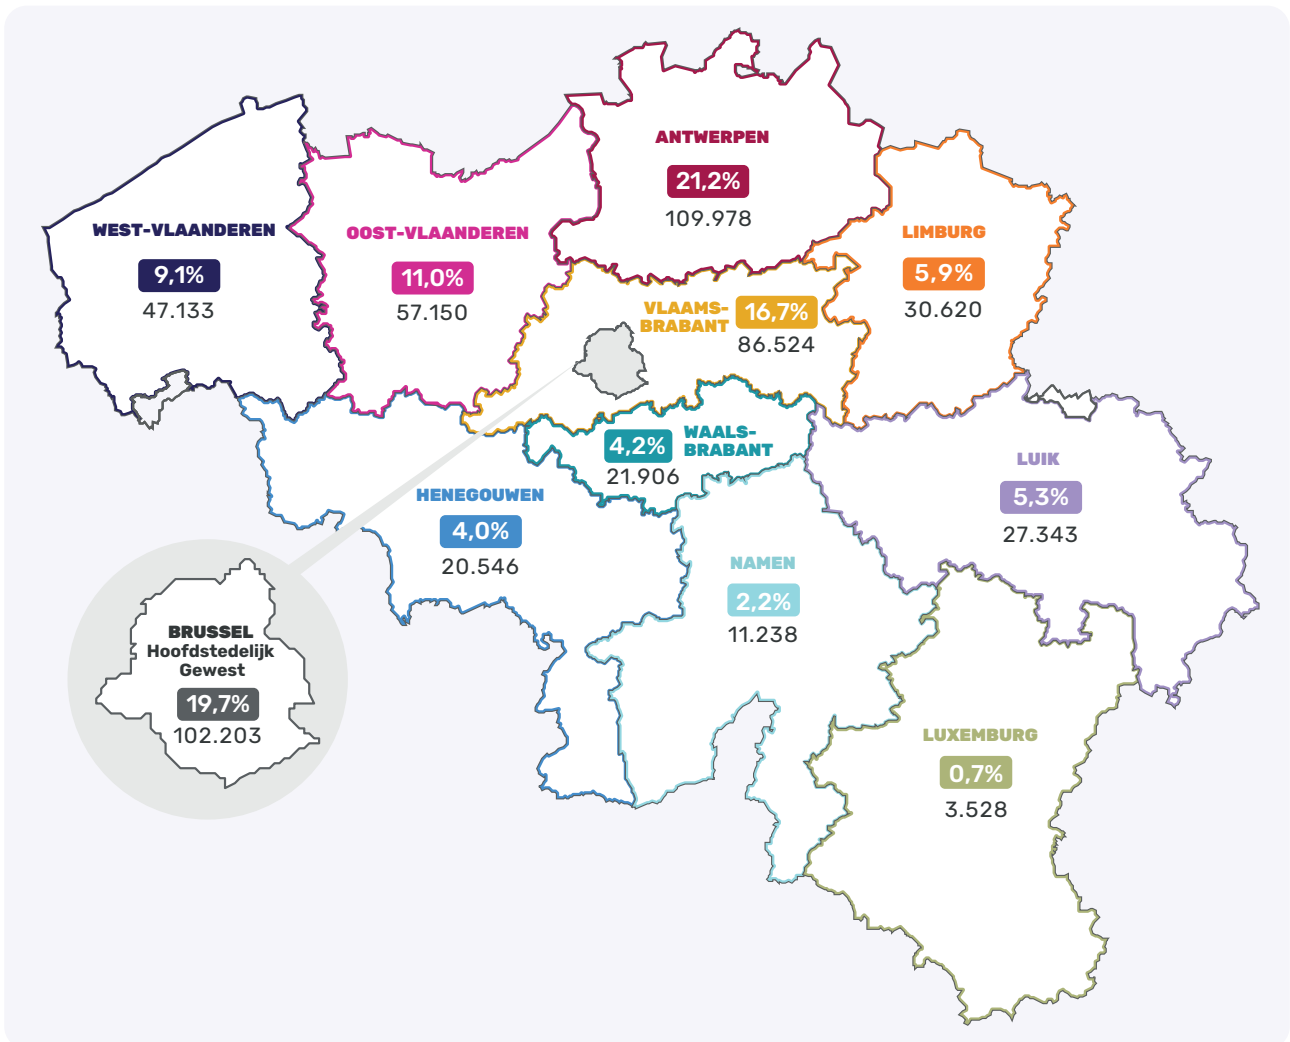 ANTWERPEN
21,2%
109.978
WEST-VLAANDEREN
9,1%
47.133
OOST-VLAANDEREN
11,0%
57.150
LIMBURG
5,9%
30.620
VLAAMS-
BRABANT
16,7%
86.524
WAALS-
BRABANT
4,2%
21.906
LUIK
5,3%
27.343
HENEGOUWEN
4,0%
20.546
NAMEN
2,2%
11.238
BRUSSEL
Hoofdstedelijk
Gewest
19,7%
102.203
LUXEMBURG
0,7%
3.528